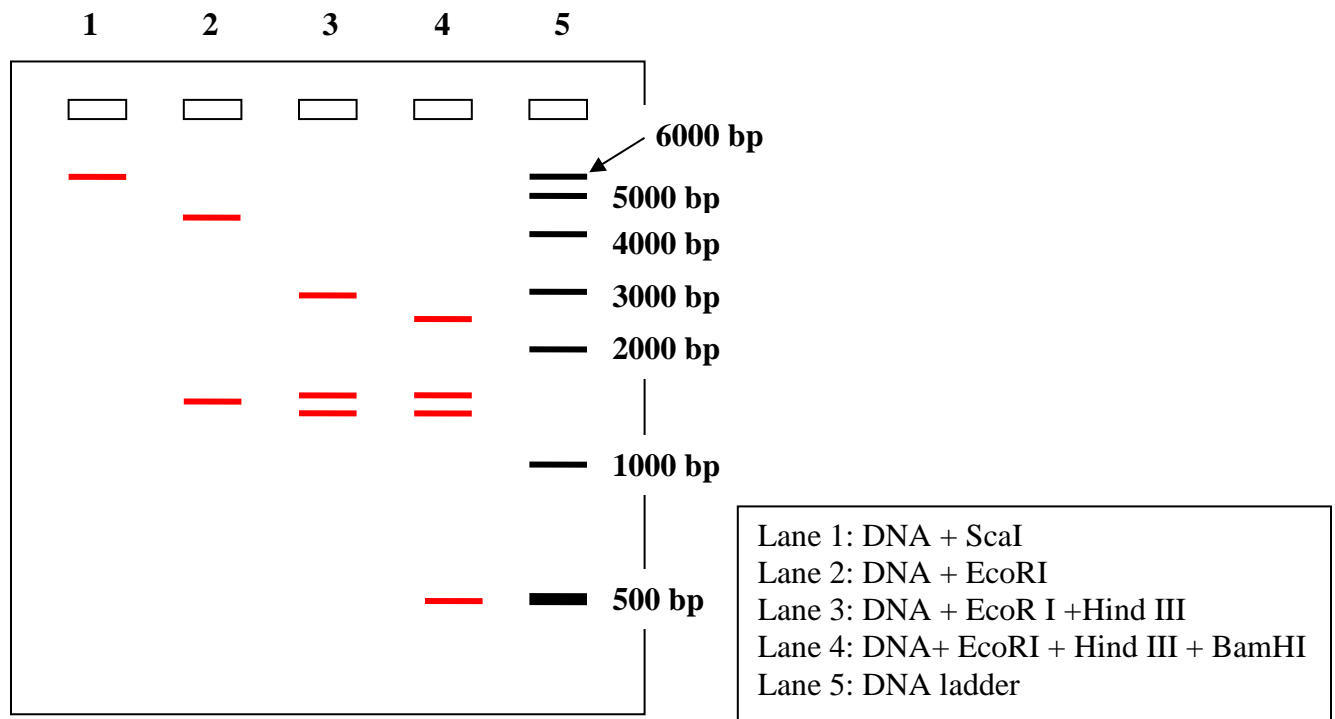 1 2 3 4 5
6000 bp
5000 bp
4000 bp
3000 bp
2000 bp
1000 bp
500 bp
Lane 1: DNA + ScaI
Lane 2: DNA + EcoRI
Lane 3: DNA + EcoR I +Hind III
Lane 4: DNA+ EcoRI + Hind III + BamHI
Lane 5: DNA ladder